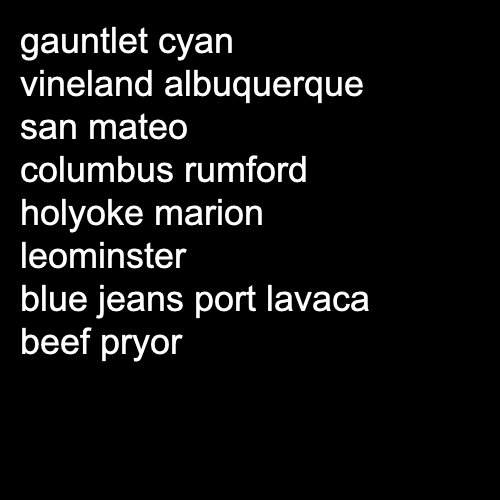 gauntlet cyan
vineland albuquerque
san mateo
columbus rumford
holyoke marion
leominster
blue jeans port lavaca
beef pryor